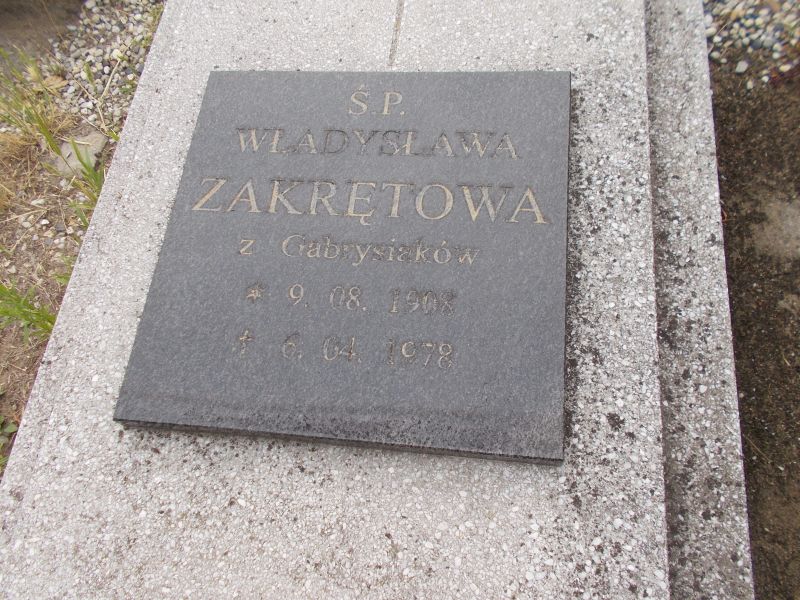 Ś.P.
WŁADYSŁAWA
ZAKRĘTOWA
z Gabrysiaków
* 9. 08. 1908
† 6. 04. 1978